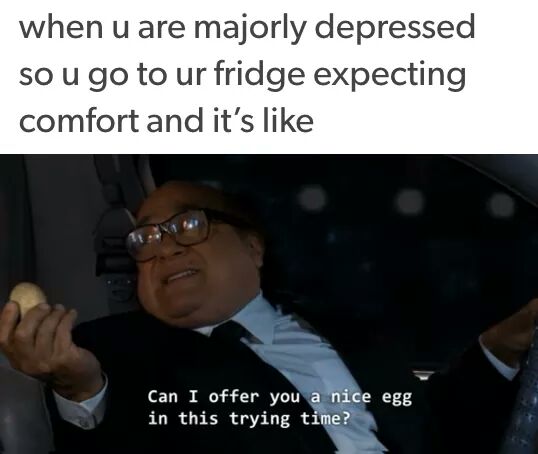 when u are majorly depressed
so u go to ur fridge expecting
comfort and it's like
Can I offer you a nice egg
in this trying time?